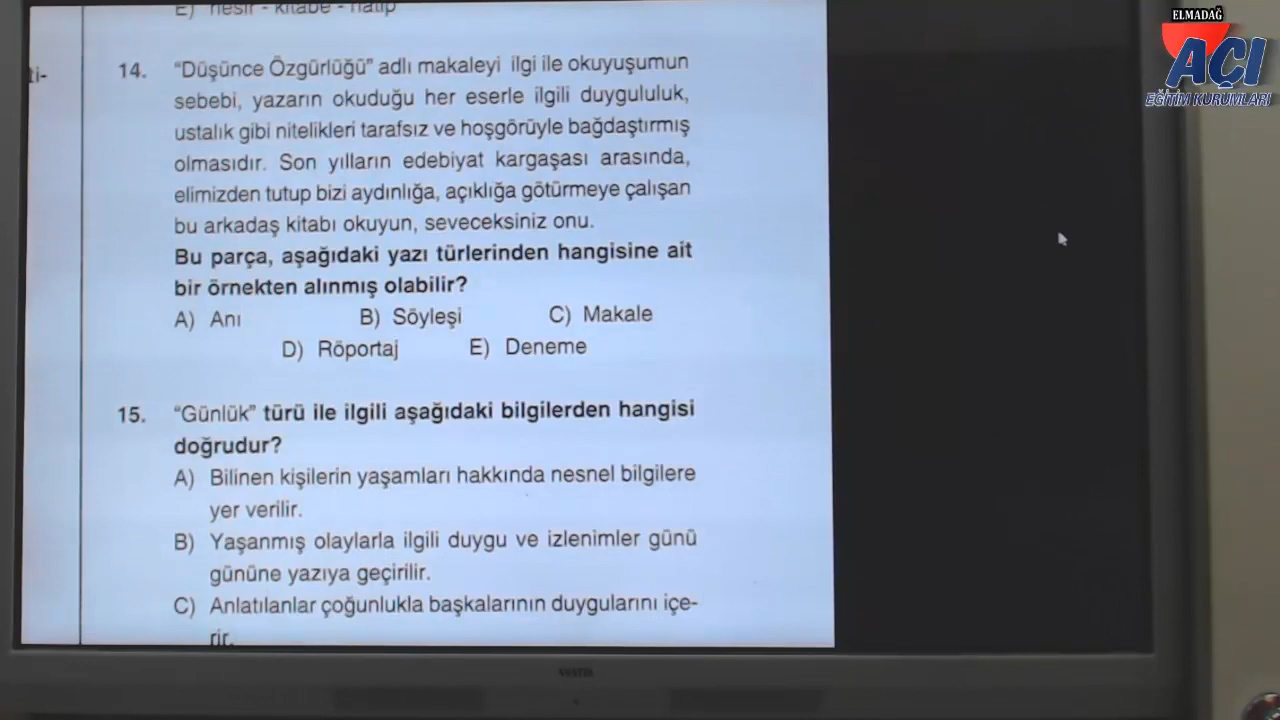 E) nesir - kitabe - hatip
ELMADAĞ
AÇI
EĞİTİM KURUMLARI
14. "Düşünce Özgürlüğü" adlı makaleyi ilgi ile okuyuşumun
sebebi, yazarın okuduğu her eserle ilgili duygululuk,
ustalık gibi nitelikleri tarafsız ve hoşgörüyle bağdaştırmış
olmasıdır. Son yılların edebiyat kargaşası arasında,
elimizden tutup bizi aydınlığa, açıklığa götürmeye çalışan
bu arkadaş kitabı okuyun, seveceksiniz onu.
Bu parça, aşağıdaki yazı türlerinden hangisine ait
bir örnekten alınmış olabilir?
A) Anı B) Söyleşi C) Makale
D) Röportaj E) Deneme
15. "Günlük" türü ile ilgili aşağıdaki bilgilerden hangisi
doğrudur?
A) Bilinen kişilerin yaşamları hakkında nesnel bilgilere
yer verilir.
B) Yaşanmış olaylarla ilgili duygu ve izlenimler günü
gününe yazıya geçirilir.
C) Anlatılanlar çoğunlukla başkalarının duygularını içe-
rir.